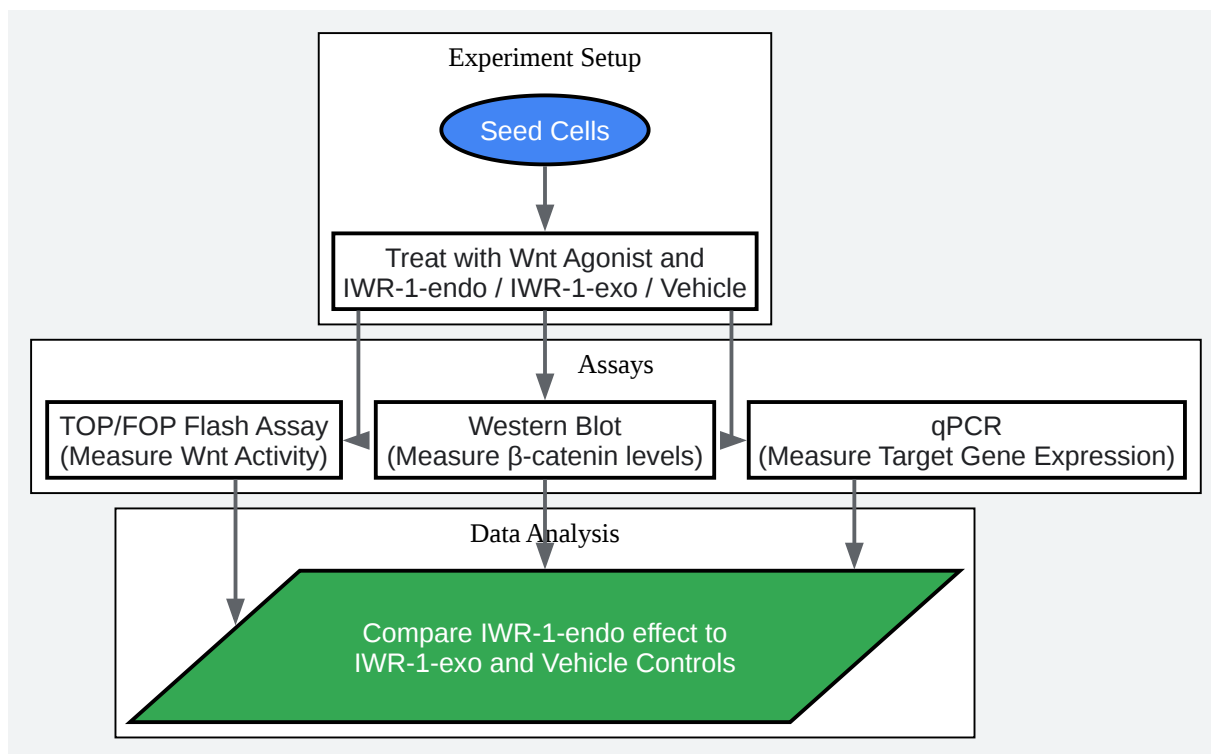 Experiment Setup
Seed Cells
Treat with Wnt Agonist and
IWR-1-endo / IWR-1-exo / Vehicle
Assays
TOP/FOP Flash Assay
(Measure Wnt Activity)
Western Blot
(Measure β-catenin levels)
qPCR
(Measure Target Gene Expression)
Data Analysis
Compare IWR-1-endo effect to
IWR-1-exo and Vehicle Controls